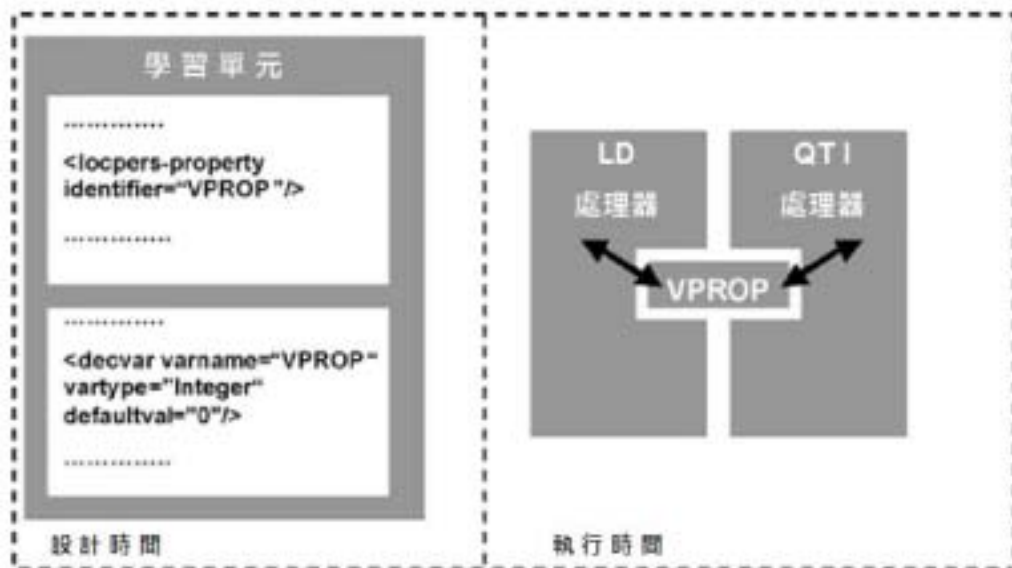 學習單元
..............
<locpers-property
identifier="VPROP"/>
...............
..............
<decvar varname="VPROP"
vartype="Integer"
defaultval="0"/>
...............
設計時間
LD
處理器
QTI
處理器
VPROP
執行時間